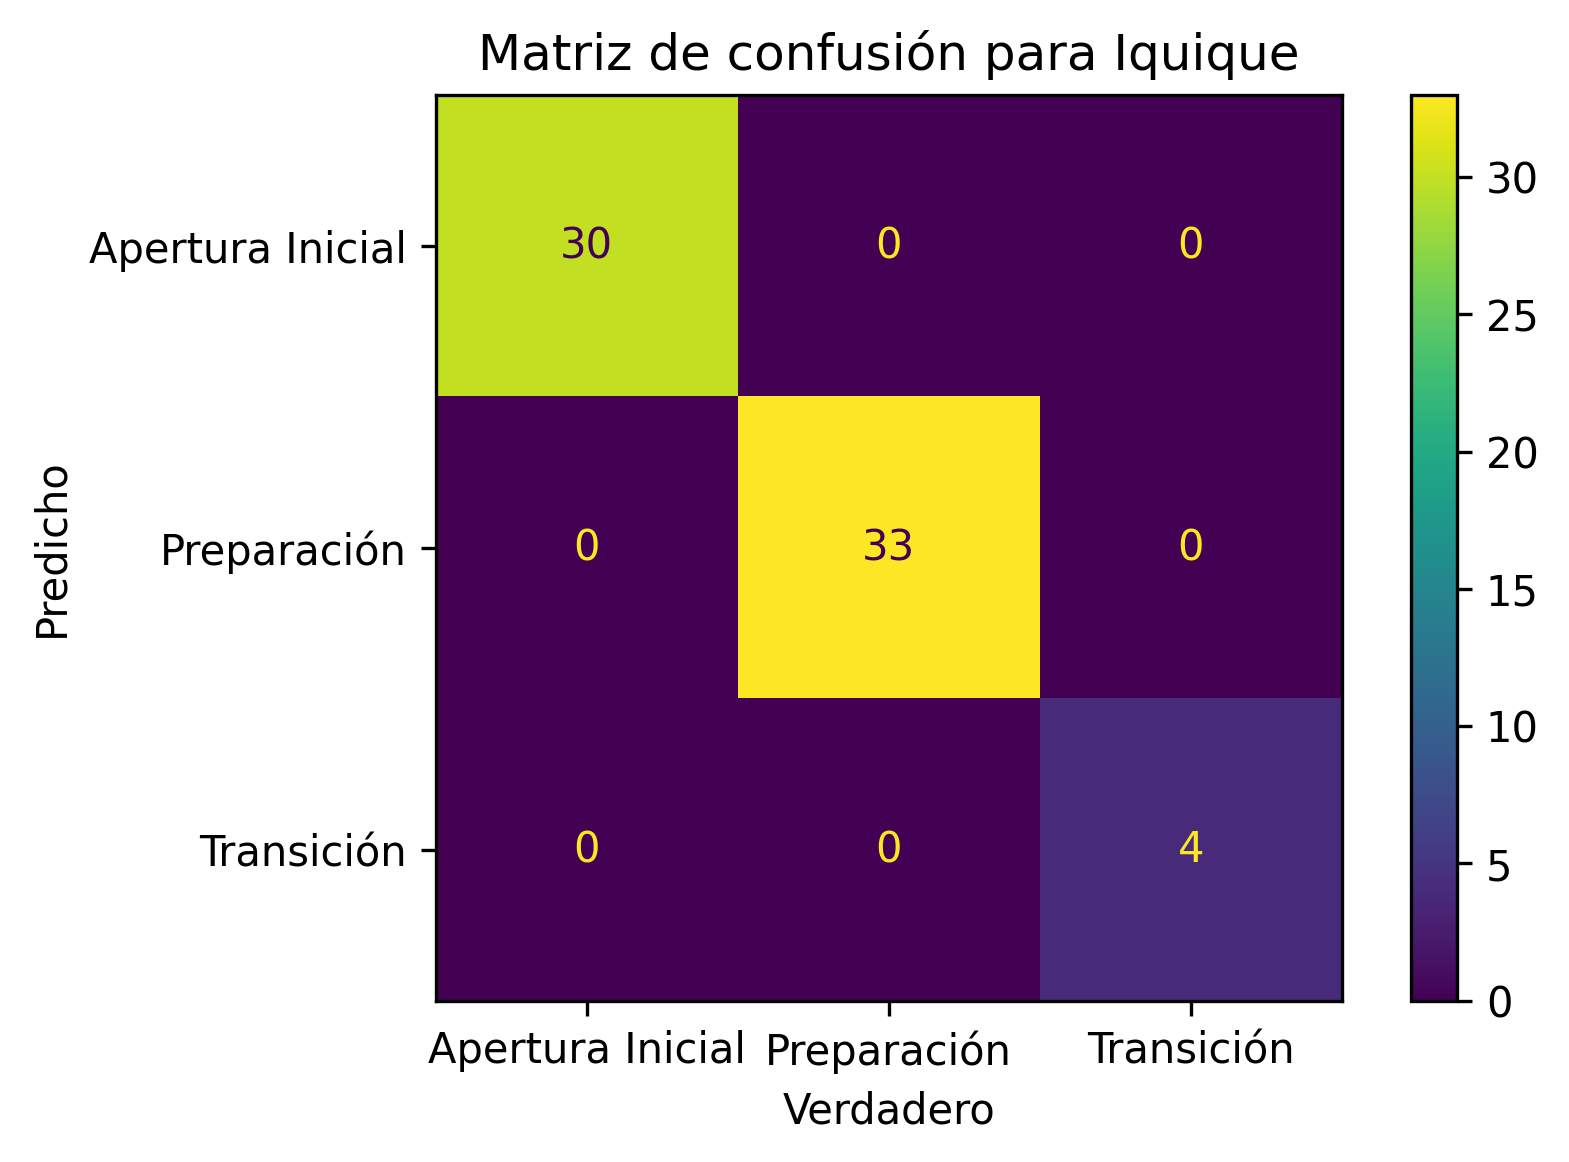 Matriz de confusión para Iquique
Apertura Inicial
30
0
0
30
25
Predicho
Preparación
0
33
0
20
15
10
Transición
0
0
4
5
0
Apertura Inicial
Preparación
Transición
Verdadero